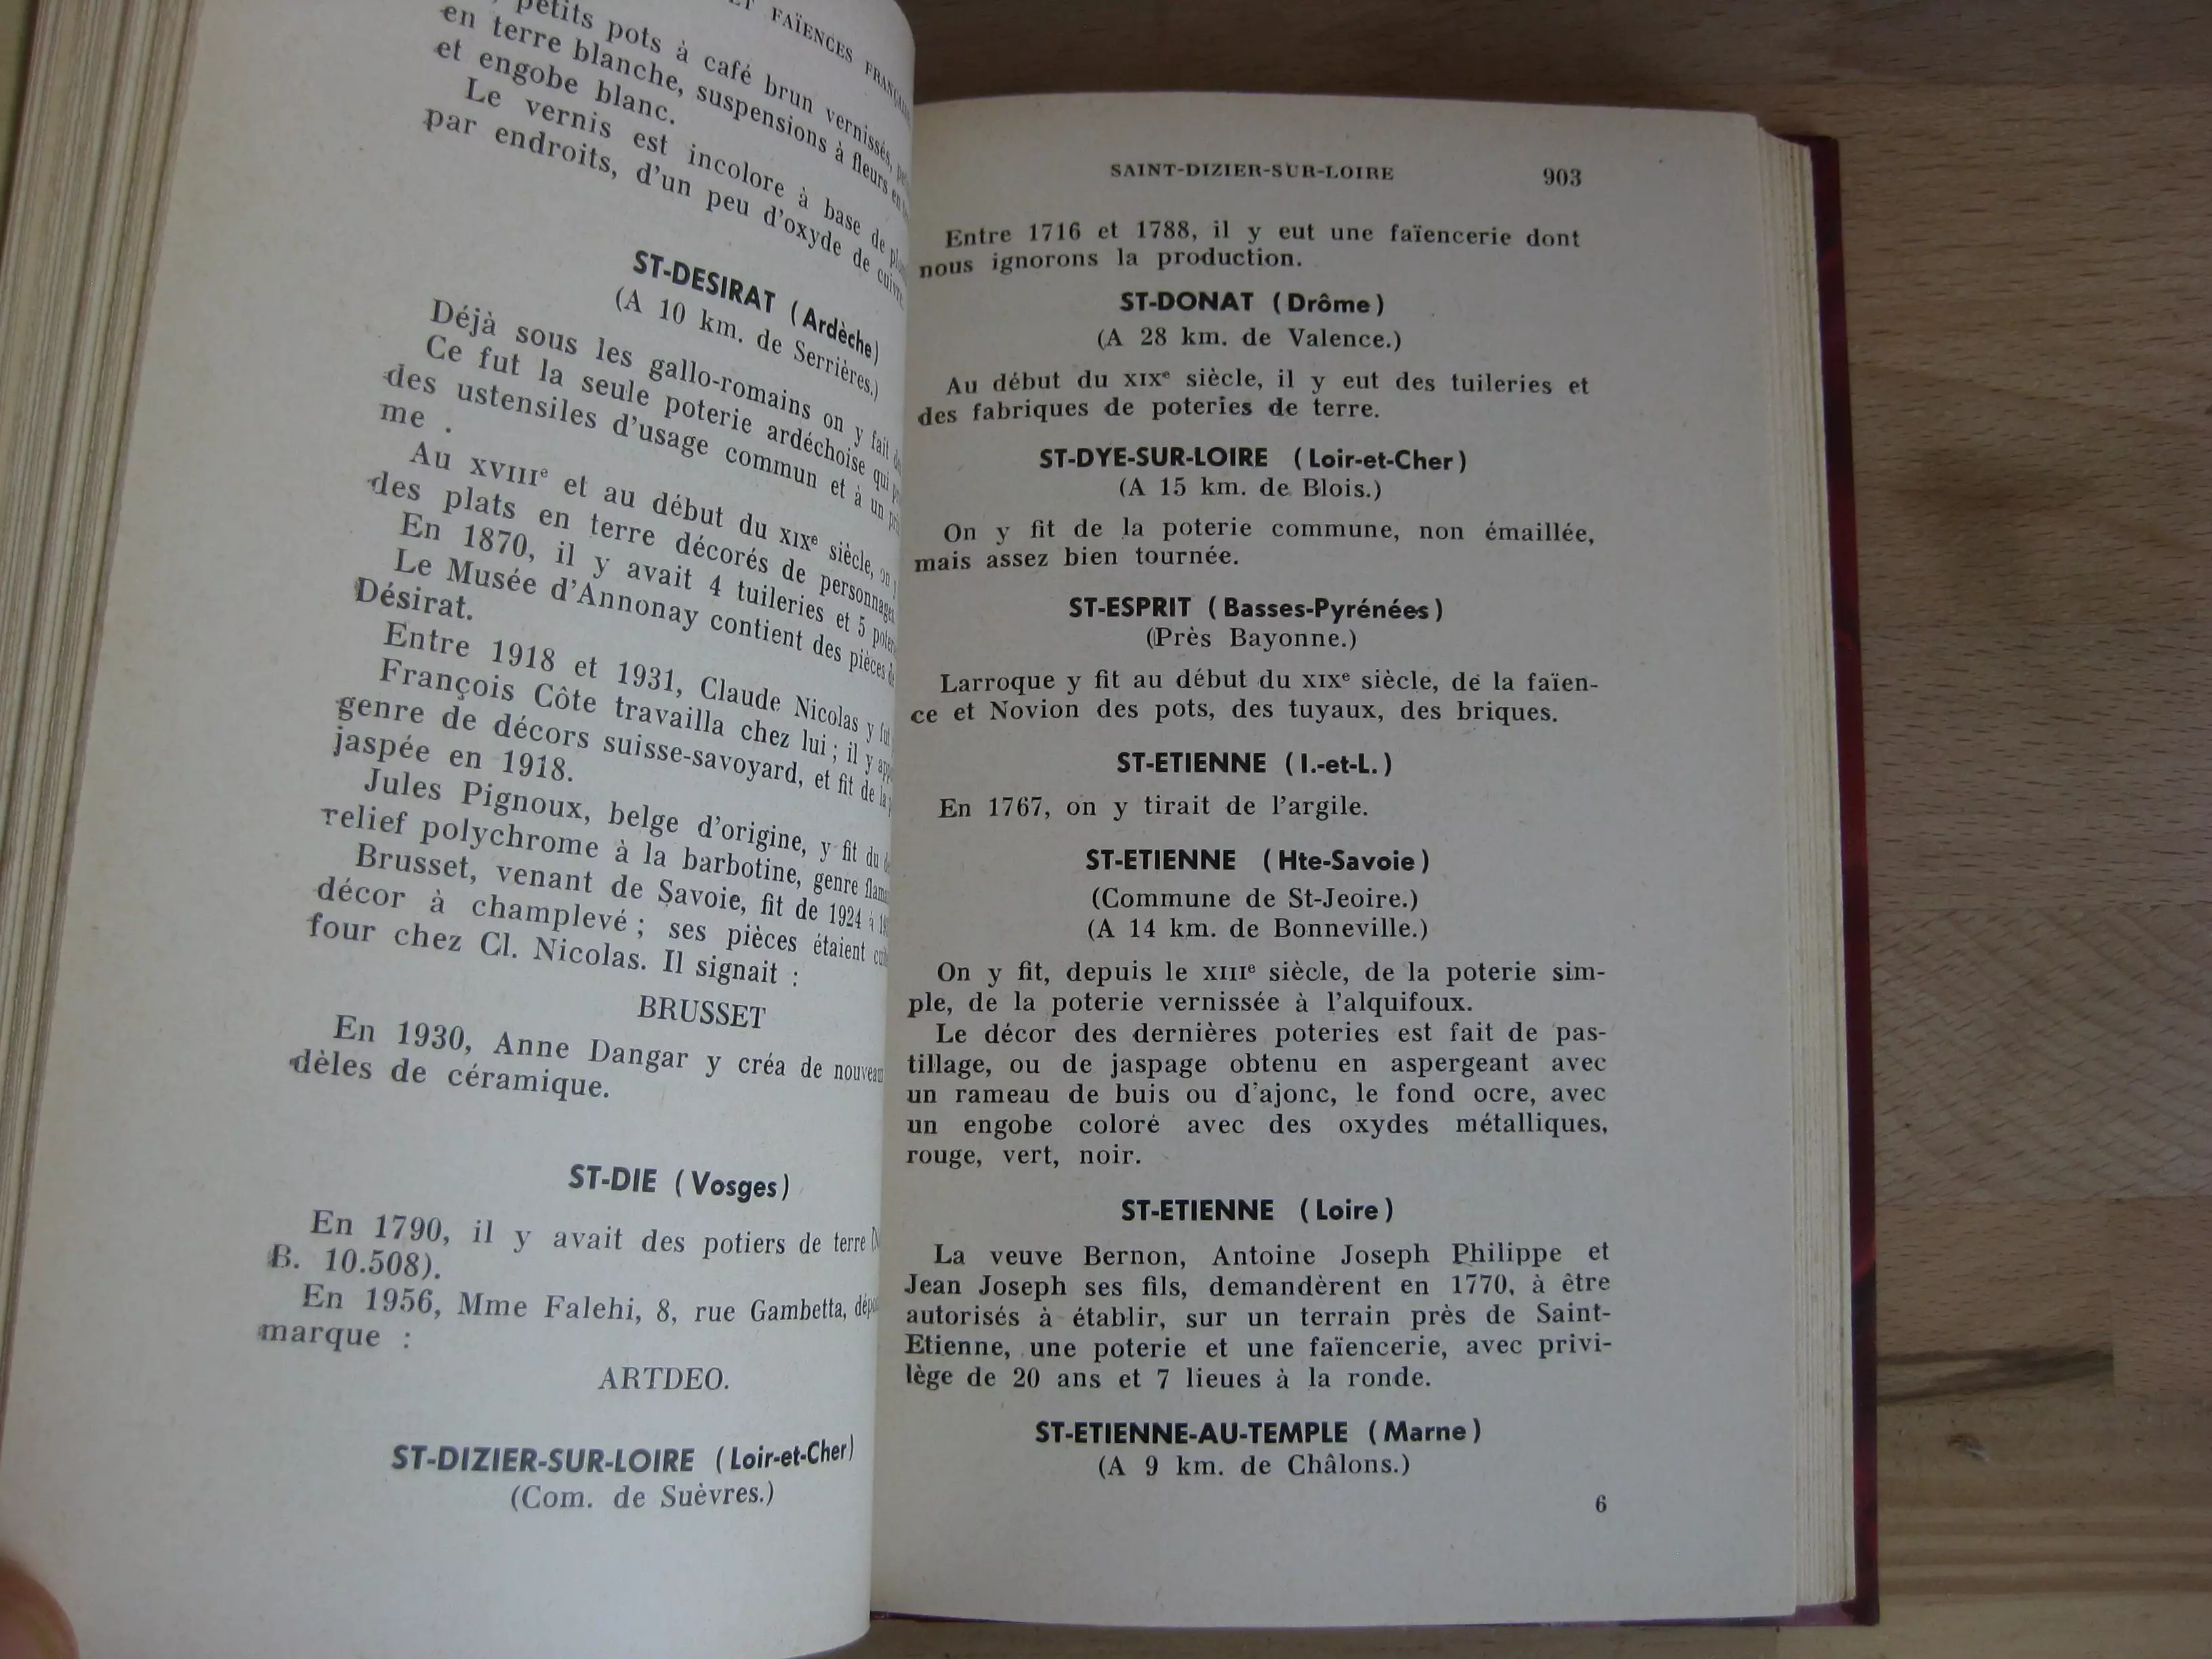 ET FAÏENCES
petits pots à café brun vernissés,
en terre blanche, suspensions à fleurs en
et engobe blanc.
Le vernis est incolore à base de
par endroits, d'un peu d'oxyde de cuivre.
ST-DESIRAT (Ardèche)
(A 10 km. de Serrières.)
Déjà sous les gallo-romains on y fait
Ce fut la seule poterie ardéchoise qui
des ustensiles d'usage commun et à un
me .
Au XVIIIe et au début du XIXe siècle, on y
des plats en terre décorés de personnages
En 1870, il y avait 4 tuileries et 5
Le Musée d'Annonay contient des pièces de
Désirat.
Entre 1918 et 1931, Claude Nicolas y fut
François Côte travailla chez lui ; il y
genre de décors suisse-savoyard, et fit de la
jaspée en 1918.
Jules Pignoux, belge d'origine, y fit du
relief polychrome à la barbotine, genre
Brusset, venant de Savoie, fit de 1924 à
décor à champlevé ; ses pièces étaient
four chez Cl. Nicolas. Il signait :
BRUSSET
En 1930, Anne Dangar y créa de
dèles de céramique.
ST-DIE (Vosges)
En 1790, il y avait des potiers de terre
B. 10.508).
En 1956, Mme Falehi, 8, rue Gambetta,
marque :
ARTDEO.
ST-DIZIER-SUR-LOIRE (Loir-et-Cher)
(Com. de Suèvres.)
SAINT-DIZIER-SUR-LOIRE 903
Entre 1716 et 1788, il y eut une faïencerie dont
nous ignorons la production.
ST-DONAT (Drôme)
(A 28 km. de Valence.)
Au début du XIXe siècle, il y eut des tuileries et
des fabriques de poteries de terre.
ST-DYE-SUR-LOIRE (Loir-et-Cher)
(A 15 km. de Blois.)
On y fit de la poterie commune, non émaillée,
mais assez bien tournée.
ST-ESPRIT (Basses-Pyrénées)
(Près Bayonne.)
Larroque y fit au début du XIXe siècle, de la faïen-
ce et Novion des pots, des tuyaux, des briques.
ST-ETIENNE (I.-et-L.)
En 1767, on y tirait de l'argile.
ST-ETIENNE (Hte-Savoie)
(Commune de St-Jeoire.)
(A 14 km. de Bonneville.)
On y fit, depuis le XIIIe siècle, de la poterie sim-
ple, de la poterie vernissée à l'alquifoux.
Le décor des dernières poteries est fait de pas-
tillage, ou de jaspage obtenu en aspergeant avec
un rameau de buis ou d'ajonc, le fond ocre, avec
un engobe coloré avec des oxydes métalliques,
rouge, vert, noir.
ST-ETIENNE (Loire)
La veuve Bernon, Antoine Joseph Philippe et
Jean Joseph ses fils, demandèrent en 1770, à être
autorisés à établir, sur un terrain près de Saint-
Etienne, une poterie et une faïencerie, avec privi-
lège de 20 ans et 7 lieues à la ronde.
ST-ETIENNE-AU-TEMPLE (Marne)
(A 9 km. de Châlons.)
6